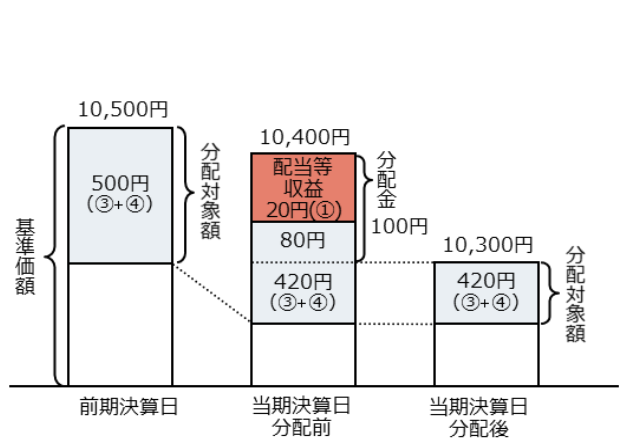 10,500円
500円
(③+④)
分配対象額
基準価額
前期決算日
10,400円
配当等
収益
20円(①)
80円
420円
(③+④)
分配金
100円
当期決算日
分配前
10,300円
420円
(③+④)
分配対象額
当期決算日
分配後